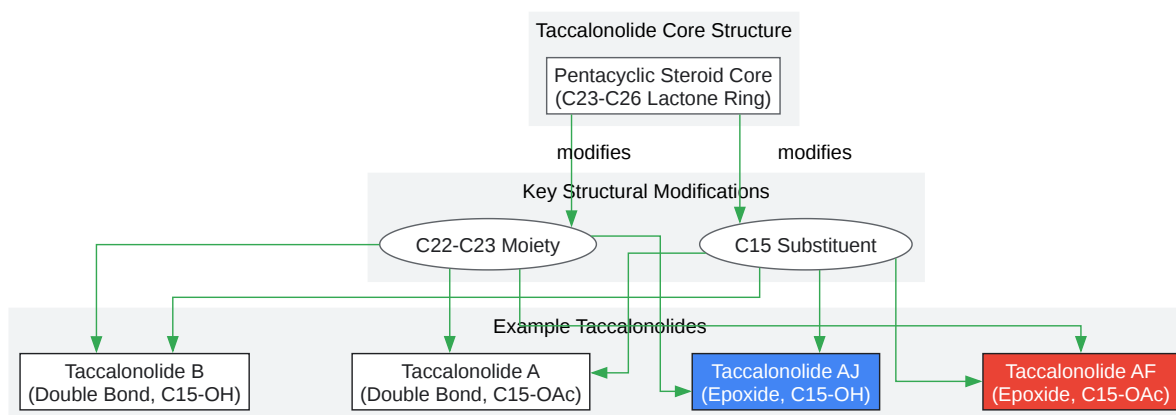 Taccalonolide Core Structure
Pentacyclic Steroid Core
(C23-C26 Lactone Ring)
modifies
modifies
Key Structural Modifications
C22-C23 Moiety
C15 Substituent
Example Taccalonolides
Taccalonolide B
(Double Bond, C15-OH)
Taccalonolide A
(Double Bond, C15-OAc)
Taccalonolide AJ
(Epoxide, C15-OH)
Taccalonolide AF
(Epoxide, C15-OAc)